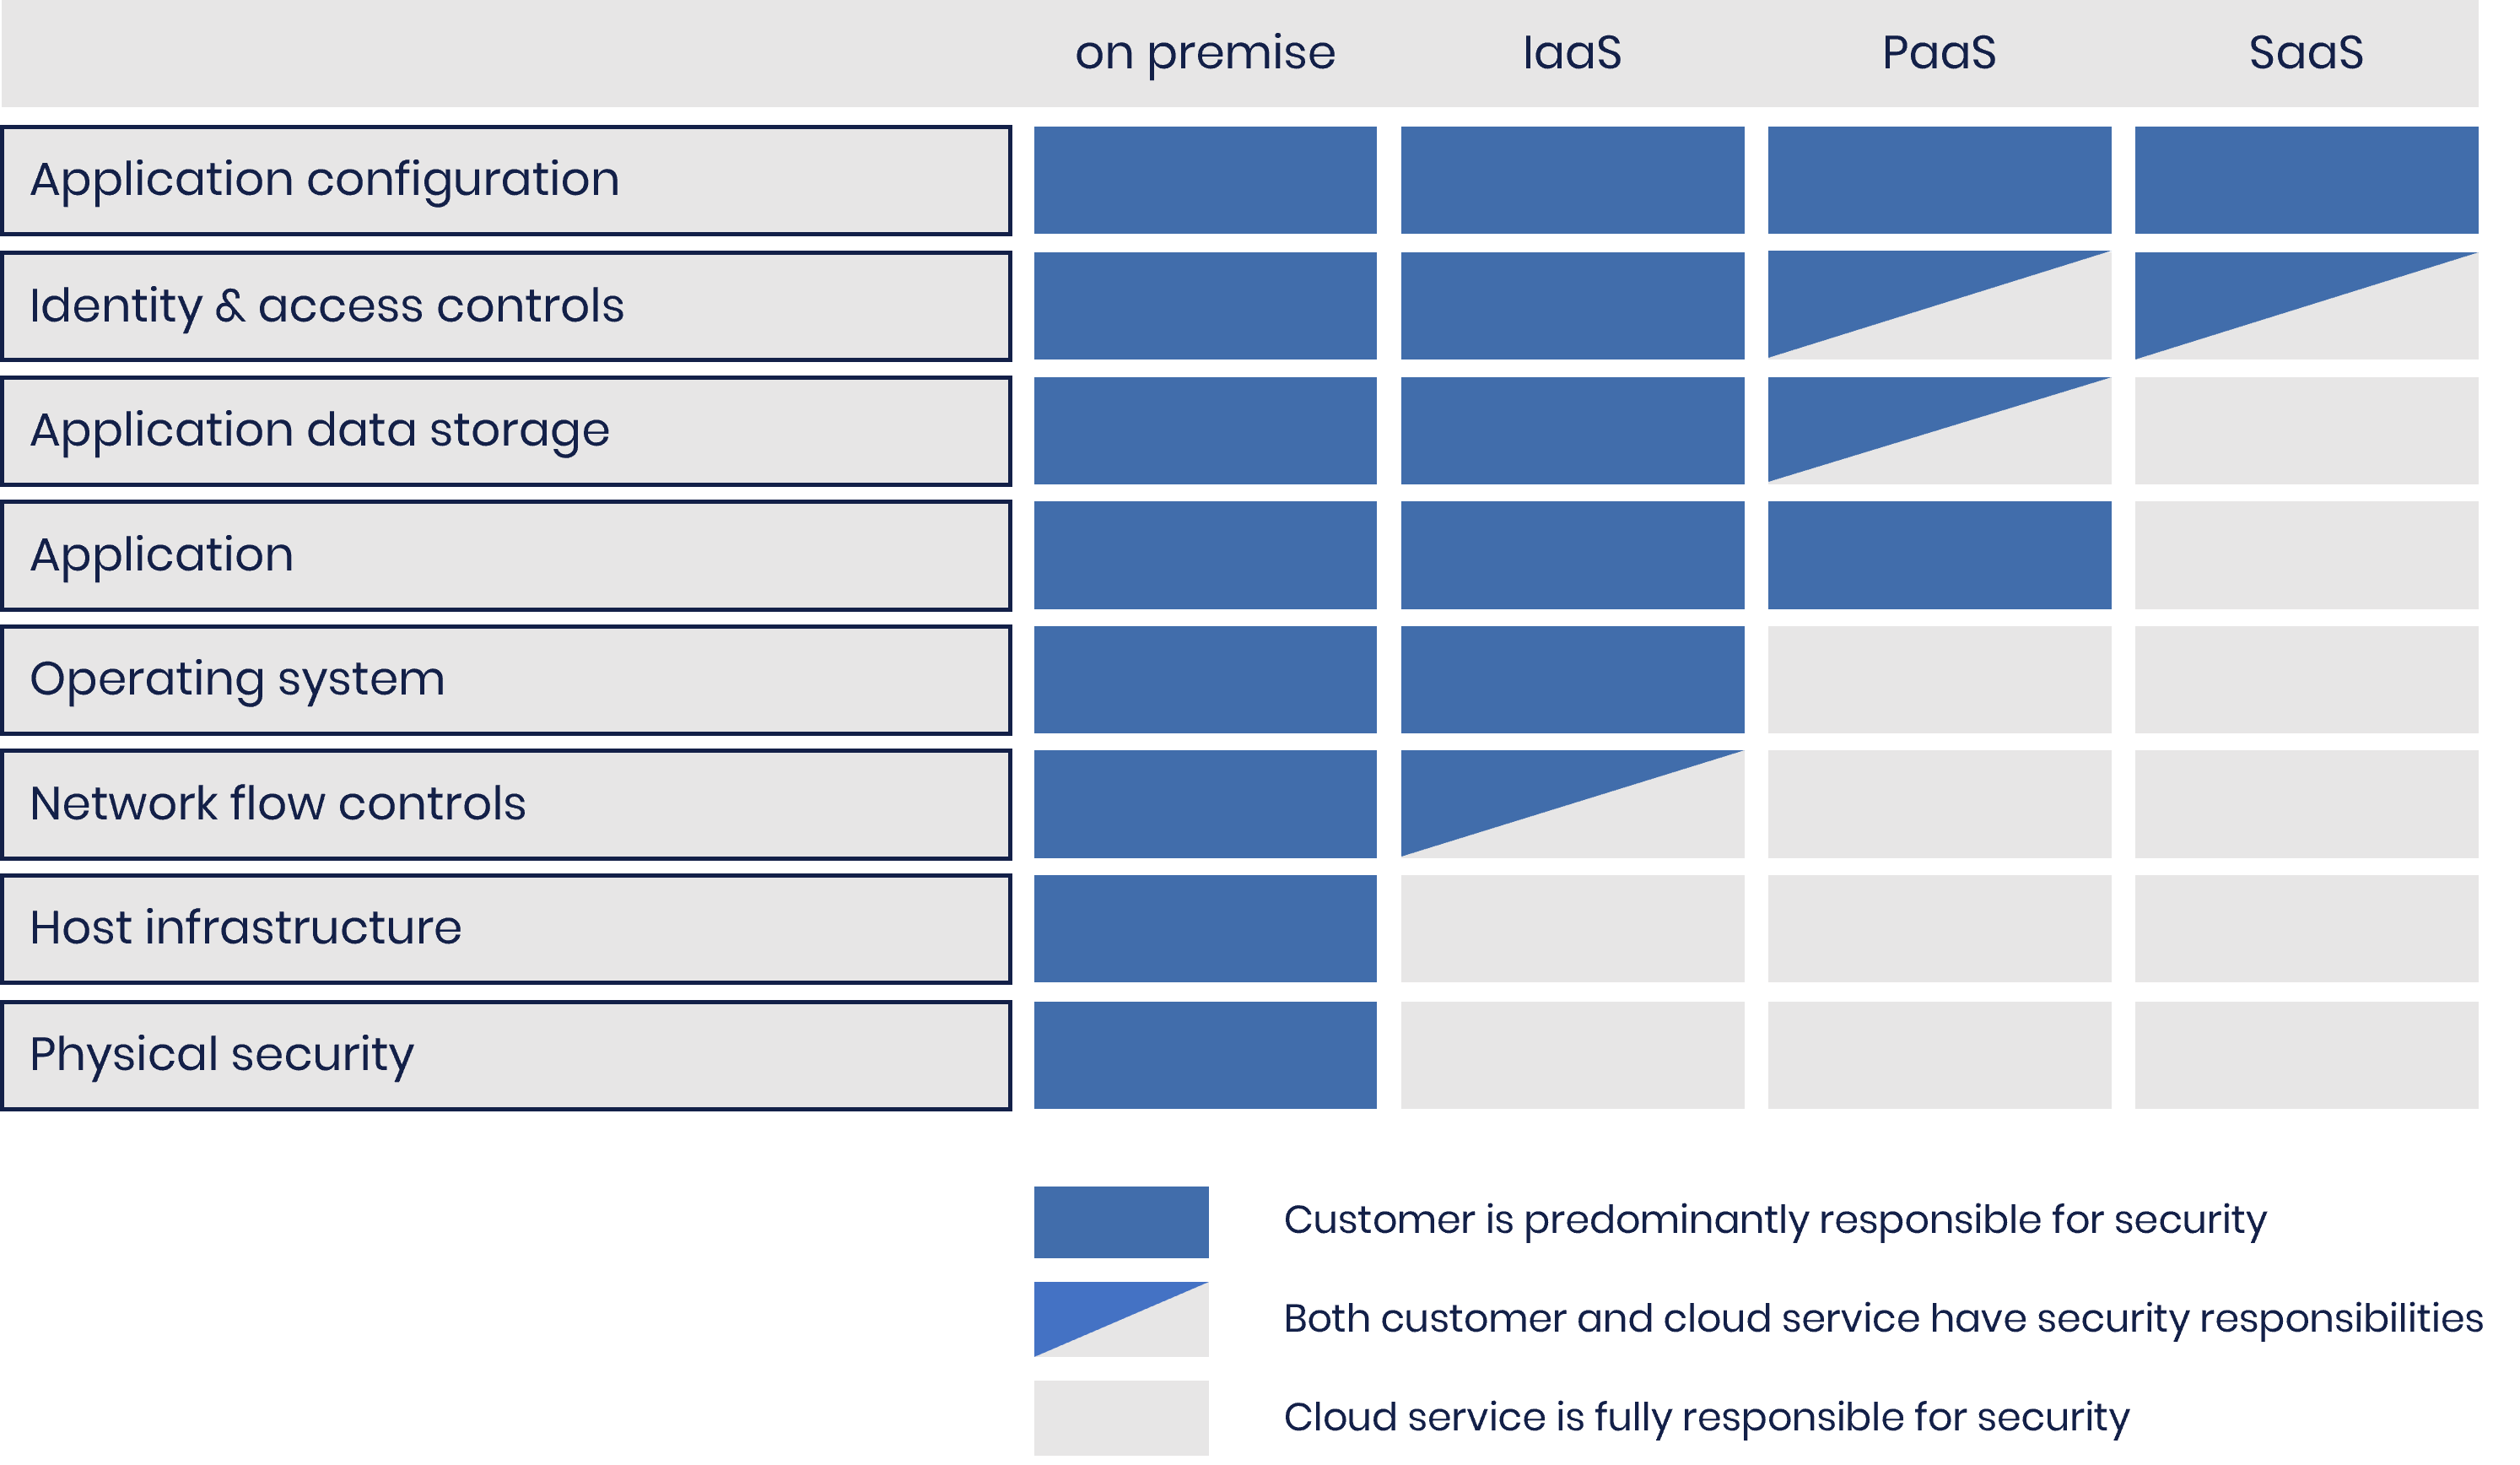 on premise IaaS PaaS SaaS
Application configuration
Identity & access controls
Application data storage
Application
Operating system
Network flow controls
Host infrastructure
Physical security
Customer is predominantly responsible for security
Both customer and cloud service have security responsibilities
Cloud service is fully responsible for security